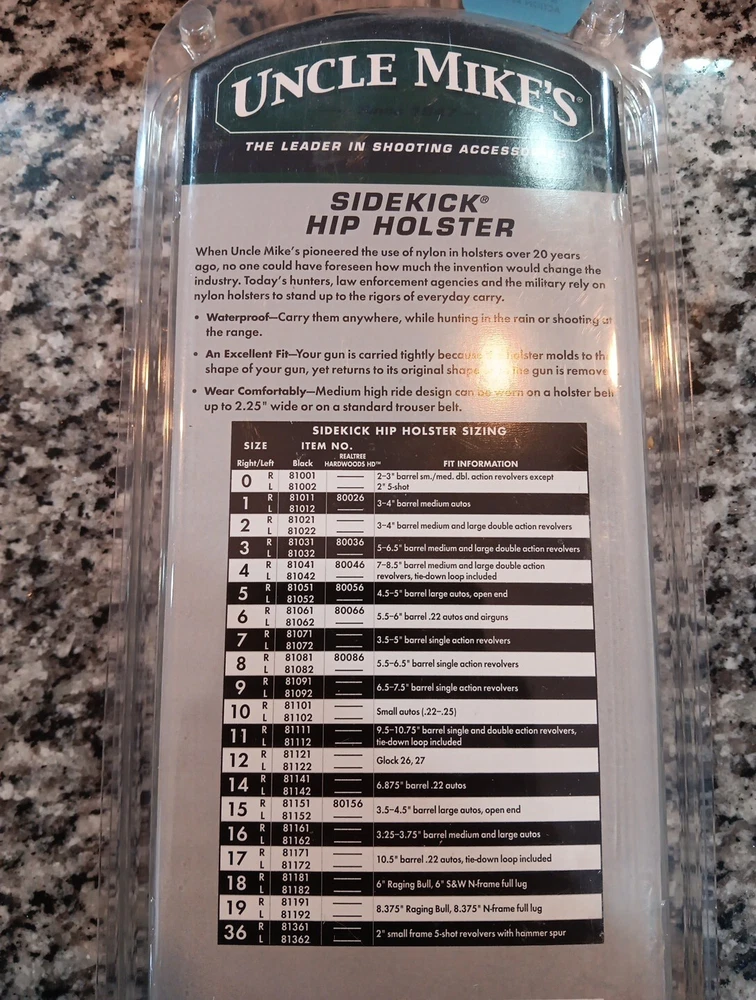 UNCLE MIKE'S®
THE LEADER IN SHOOTING
SIDEKICK®
HIP HOLSTER
When Uncle Mike's pioneered the use of nylon in holsters over 20 years
ago, no one could have foreseen how much the invention would change the
industry. Today's hunters, law enforcement agencies and the military rely on
nylon holsters to stand up to the rigors of everyday carry.
• Waterproof—Carry them anywhere, while hunting in the rain or shooting at
the range.
• An Excellent Fit—Your gun is carried tightly because holster molds to the
shape of your gun, yet returns to its original shape the gun is remove
• Wear Comfortably—Medium high ride design can be worn on a holster belt
up to 2.25" wide or on a standard trouser belt.
SIDEKICK HIP HOLSTER SIZING
SIZE ITEM NO.
Right/Left Black REALTREE HARDWOODS HD™ FIT INFORMATION
0 R 81001 —— 2–3" barrel sm./med. dbl. action revolvers except
L 81002 —— 2" 5-shot
1 R 81011 80026 3–4" barrel medium autos
L 81012 ——
2 R 81021 —— 3–4" barrel medium and large double action revolvers
L 81022 ——
3 R 81031 80036 5–6.5" barrel medium and large double action revolvers
L 81032 ——
4 R 81041 80046 7–8.5" barrel medium and large double action
L 81042 —— revolvers, tie-down loop included
5 R 81051 80056 4.5–5" barrel large autos, open end
L 81052 ——
6 R 81061 80066 5.5–6" barrel .22 autos and airguns
L 81062 ——
7 R 81071 —— 3.5–5" barrel single action revolvers
L 81072 ——
8 R 81081 80086 5.5–6.5" barrel single action revolvers
L 81082 ——
9 R 81091 —— 6.5–7.5" barrel single action revolvers
L 81092 ——
10 R 81101 —— Small autos (.22–.25)
L 81102 ——
11 R 81111 —— 9.5–10.75" barrel single and double action revolvers,
L 81112 —— tie-down loop included
12 R 81121 —— Glock 26, 27
L 81122 ——
14 R 81141 —— 6.875" barrel .22 autos
L 81142 ——
15 R 81151 80156 3.5–4.5" barrel large autos, open end
L 81152 ——
16 R 81161 —— 3.25–3.75" barrel medium and large autos
L 81162 ——
17 R 81171 —— 10.5" barrel .22 autos, tie-down loop included
L 81172 ——
18 R 81181 —— 6" Raging Bull, 6" S&W N-frame full lug
L 81182 ——
19 R 81191 —— 8.375" Raging Bull, 8.375" N-frame full lug
L 81192 ——
36 R 81361 —— 2" small frame 5-shot revolvers with hammer spur
L 81362 ——